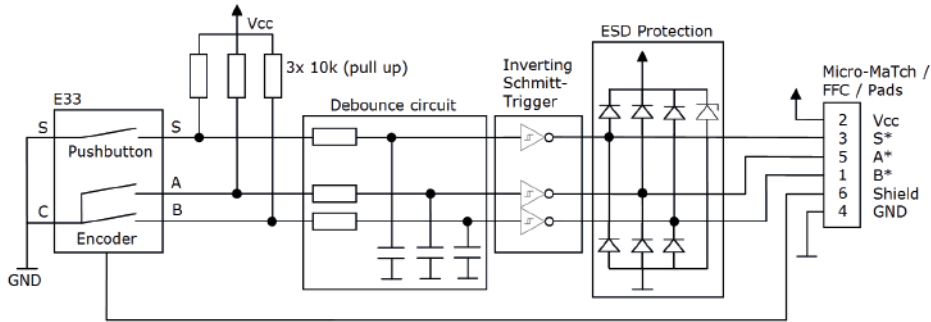 Vcc
ESD Protection
3x 10k (pull up)
Inverting
Schmitt-
Trigger
Micro-MaTch /
FFC / Pads
E33
Debounce circuit
2 Vcc
S S
3 S*
Pushbutton
5 A*
A
1 B*
C B
6 Shield
4 GND
Encoder
GND